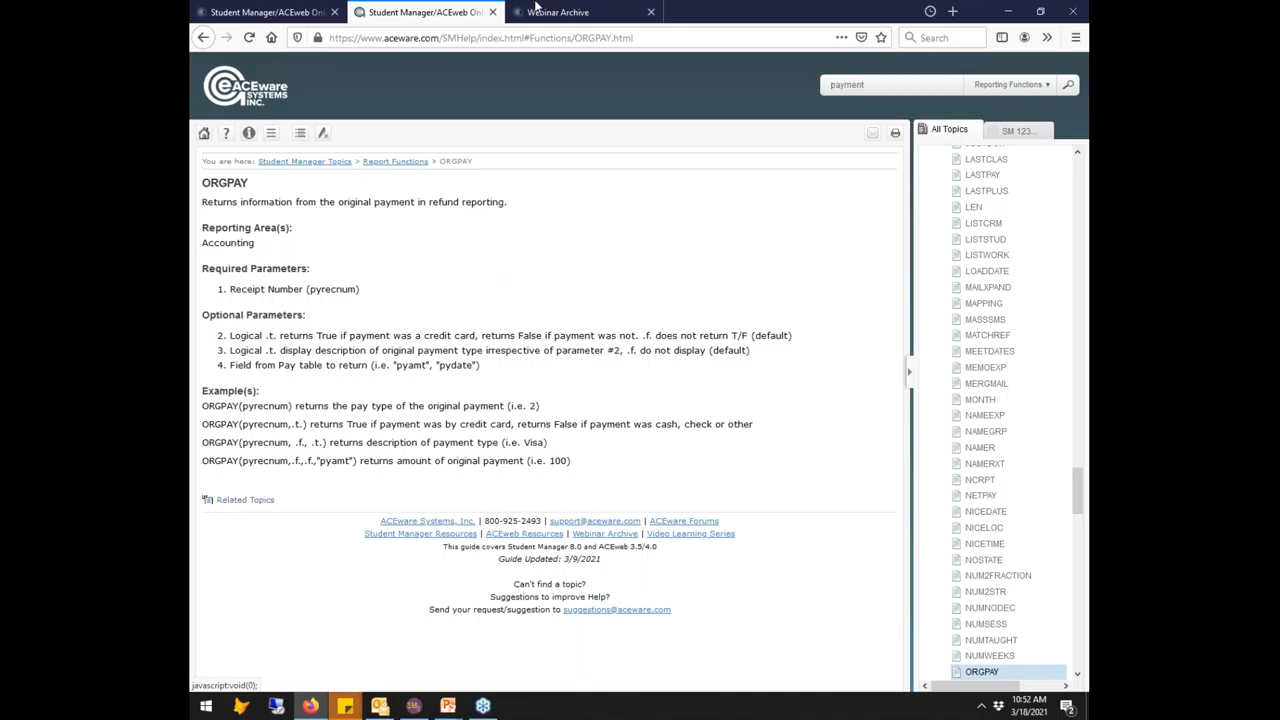 Student Manager/ACEweb Onl
Student Manager/ACEweb Onl
Webinar Archive
https://www.aceware.com/SMHelp/index.html#Functions/ORGPAY.html
Search
ACEware
SYSTEMS
INC.
payment
Reporting Functions
All Topics
SM 123...
You are here: Student Manager Topics > Report Functions > ORGPAY
ORGPAY
Returns information from the original payment in refund reporting.
Reporting Area(s):
Accounting
Required Parameters:
1. Receipt Number (pyrecnum)
Optional Parameters:
2. Logical .t. returns True if payment was a credit card, returns False if payment was not. .f. does not return T/F (default)
3. Logical .t. display description of original payment type irrespective of parameter #2, .f. do not display (default)
4. Field from Pay table to return (i.e. "pyamt", "pydate")
Example(s):
ORGPAY(pyrecnum) returns the pay type of the original payment (i.e. 2)
ORGPAY(pyrecnum,.t.) returns True if payment was by credit card, returns False if payment was cash, check or other
ORGPAY(pyrecnum, .f., .t.) returns description of payment type (i.e. Visa)
ORGPAY(pyrecnum,.f.,.f.,"pyamt") returns amount of original payment (i.e. 100)
Related Topics
ACEware Systems, Inc. | 800-925-2493 | support@aceware.com | ACEware Forums
Student Manager Resources | ACEweb Resources | Webinar Archive | Video Learning Series
This guide covers Student Manager 8.0 and ACEweb 3.5/4.0
Guide Updated: 3/9/2021
Can't find a topic?
Suggestions to improve Help?
Send your request/suggestion to suggestions@aceware.com
LASTCLAS
LASTPAY
LASTPLUS
LEN
LISTCRM
LISTSTUD
LISTWORK
LOADDATE
MAILXPAND
MAPPING
MASSSMS
MATCHREF
MEETDATES
MEMOEXP
MERGMAIL
MONTH
NAMEEXP
NAMEGRP
NAMER
NAMERXT
NCRPT
NETPAY
NICEDATE
NICELOC
NICETIME
NOSTATE
NUM2FRACTION
NUM2STR
NUMNODEC
NUMSESS
NUMTAUGHT
NUMWEEKS
ORGPAY
javascript:void(0);
10:52 AM
3/18/2021